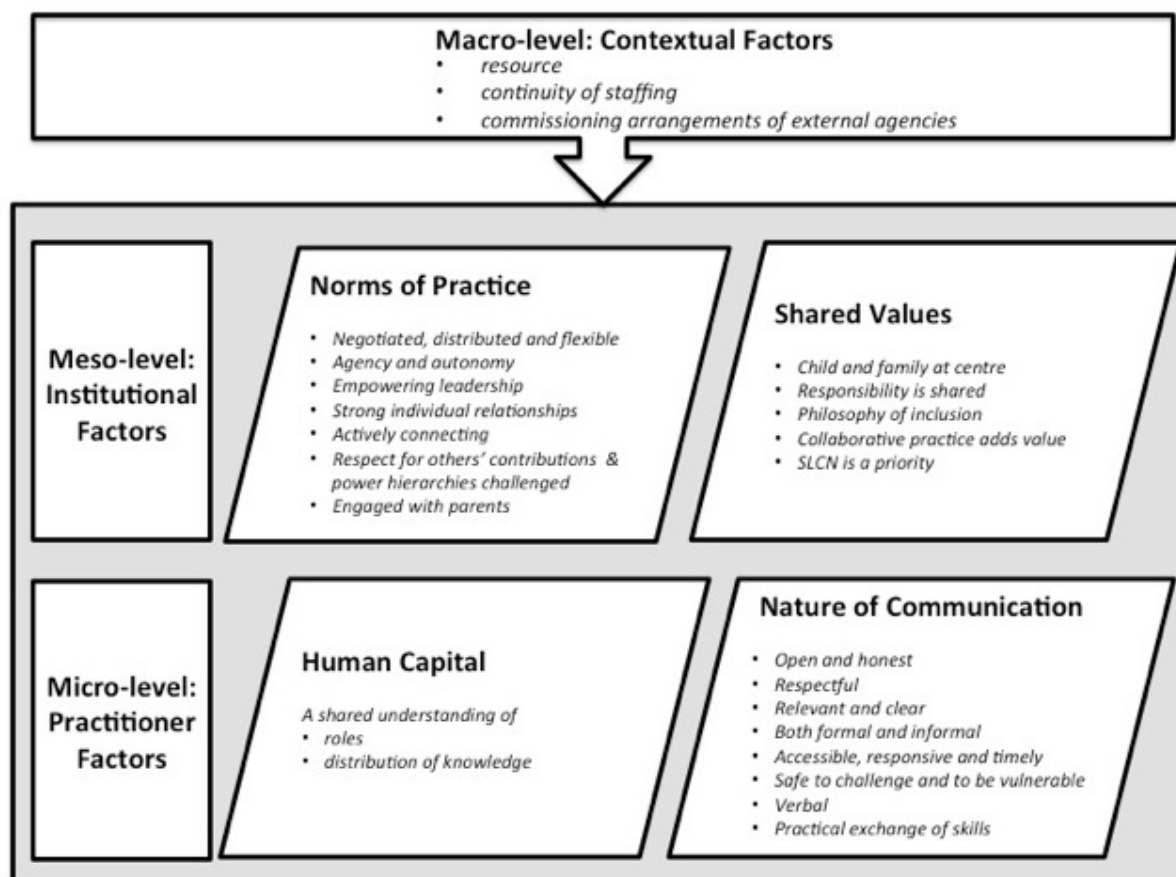 Macro-level: Contextual Factors
• resource
• continuity of staffing
• commissioning arrangements of external agencies
Meso-level:
Institutional
Factors
Norms of Practice
• Negotiated, distributed and flexible
• Agency and autonomy
• Empowering leadership
• Strong individual relationships
• Actively connecting
• Respect for others’ contributions &
power hierarchies challenged
• Engaged with parents
Shared Values
• Child and family at centre
• Responsibility is shared
• Philosophy of inclusion
• Collaborative practice adds value
• SLCN is a priority
Micro-level:
Practitioner
Factors
Human Capital
A shared understanding of
• roles
• distribution of knowledge
Nature of Communication
• Open and honest
• Respectful
• Relevant and clear
• Both formal and informal
• Accessible, responsive and timely
• Safe to challenge and to be vulnerable
• Verbal
• Practical exchange of skills